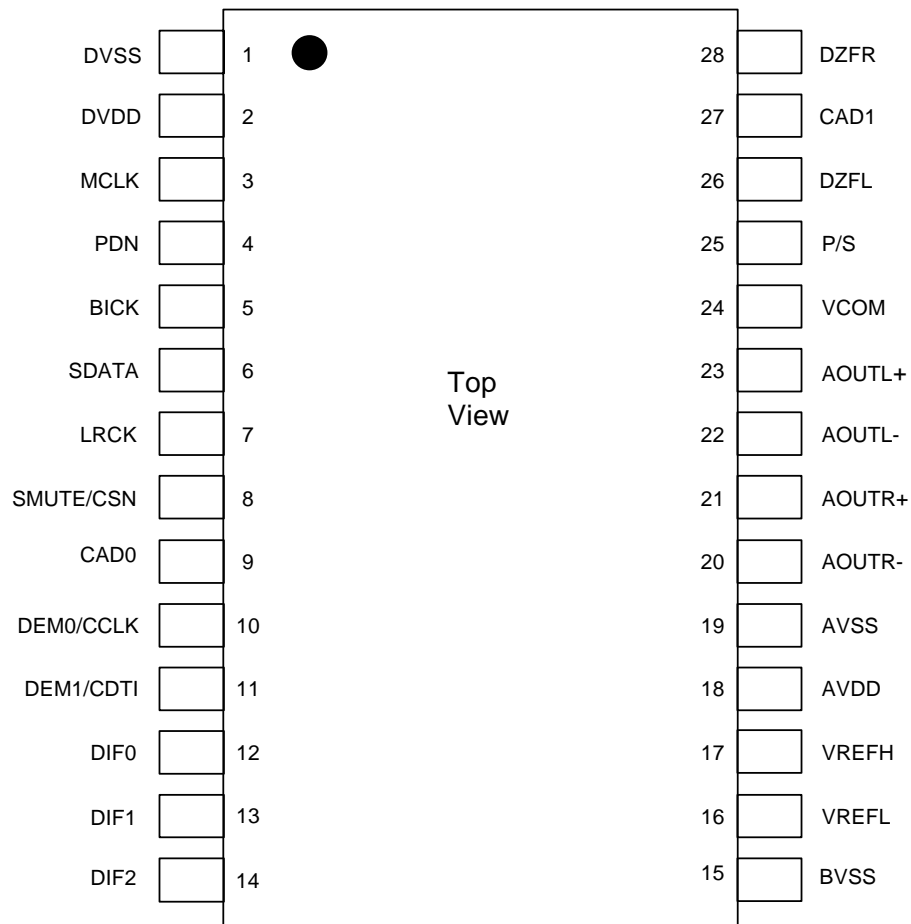 DVSS 1 28 DZFR
DVDD 2 27 CAD1
MCLK 3 26 DZFL
PDN 4 25 P/S
BICK 5 24 VCOM
SDATA 6 23 AOUTL+
Top
View
LRCK 7 22 AOUTL-
SMUTE/CSN 8 21 AOUTR+
CAD0 9 20 AOUTR-
DEM0/CCLK 10 19 AVSS
DEM1/CDTI 11 18 AVDD
DIF0 12 17 VREFH
DIF1 13 16 VREFL
DIF2 14 15 BVSS